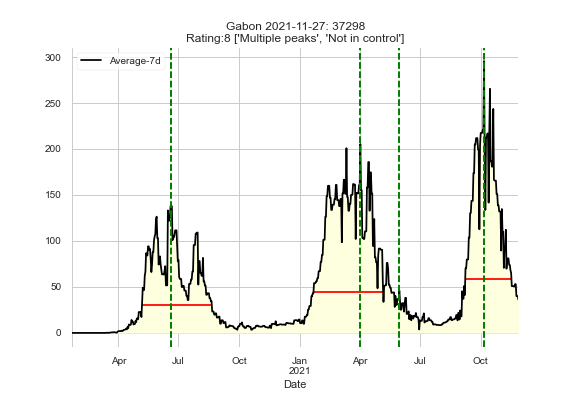 Gabon 2021-11-27: 37298
Rating:8 ['Multiple peaks', 'Not in control']
Average-7d
300
250
200
150
100
50
0
Apr Jul Oct Jan Apr Jul Oct
2021
Date